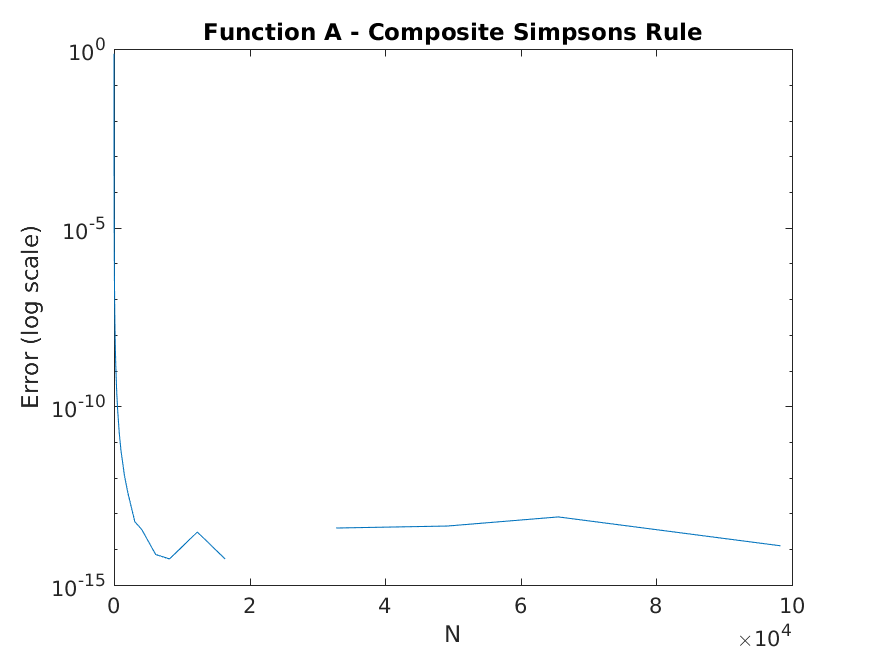 Function A - Composite Simpsons Rule
Error (log scale)
10^0
10^-5
10^-10
10^-15
0 2 4 6 8 10
N
×10^4